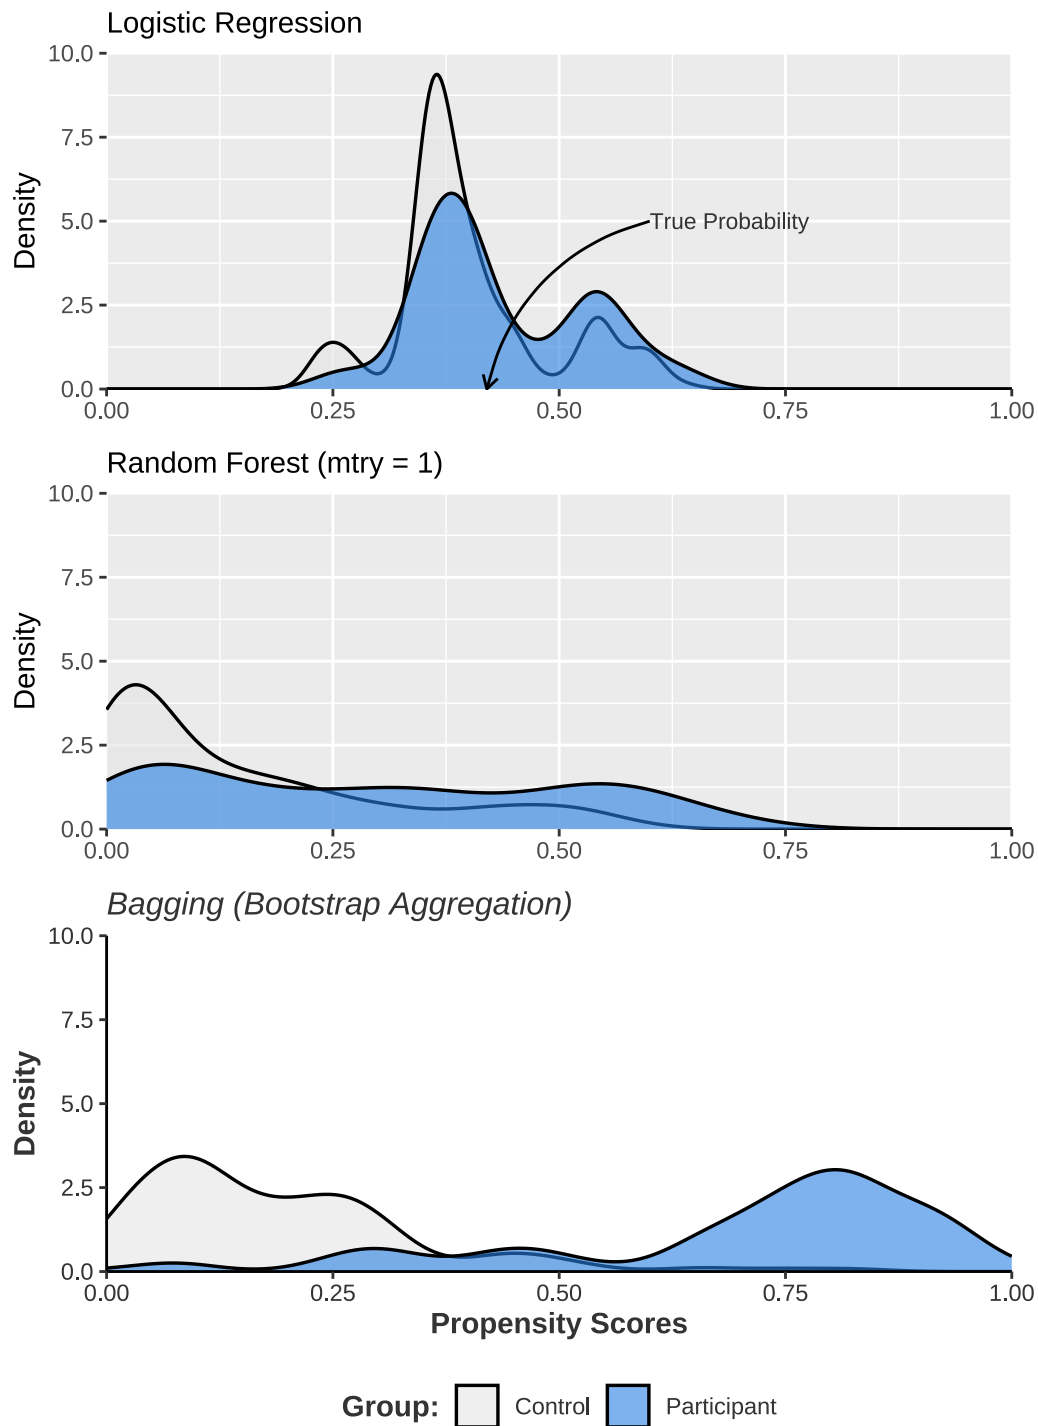 Logistic Regression
10.0
7.5
5.0
2.5
0.0
Density
True Probability
0.00 0.25 0.50 0.75 1.00
Random Forest (mtry = 1)
10.0
7.5
5.0
2.5
0.0
Density
0.00 0.25 0.50 0.75 1.00
Bagging (Bootstrap Aggregation)
10.0
7.5
5.0
2.5
0.0
Density
0.00 0.25 0.50 0.75 1.00
Propensity Scores
Group: Control Participant